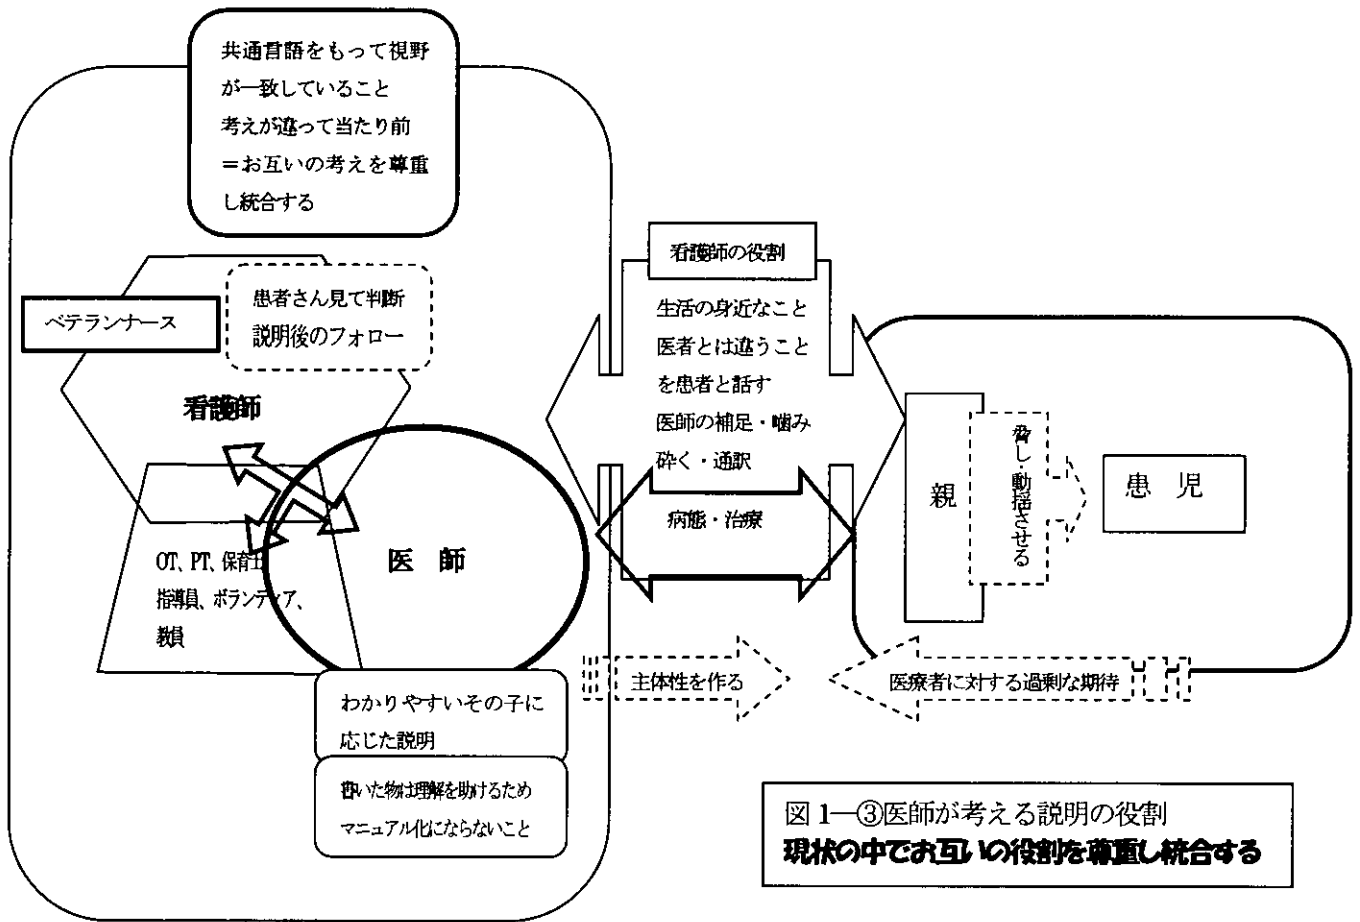 共通言語をもって視野
が一致していること
考えが違って当たり前
＝お互いの考えを尊重
し統合する
ベテランナース
患者さん見て判断
説明後のフォロー
看護師
医 師
OT、PT、保育士
指導員、ボランティア、
教員
わかりやすいその子に
応じた説明
書いた物は理解を助けるため
マニュアル化にならないこと
看護師の役割
生活の身近なこと
医者とは違うこと
を患者と話す
医師の補足・噛み
砕く・通訳
病態・治療
主体性を作る
医療者に対する過剰な期待
親
脅し・動揺させる
患 児
図 1―③医師が考える説明の役割
現状の中でお互いの役割を尊重し統合する